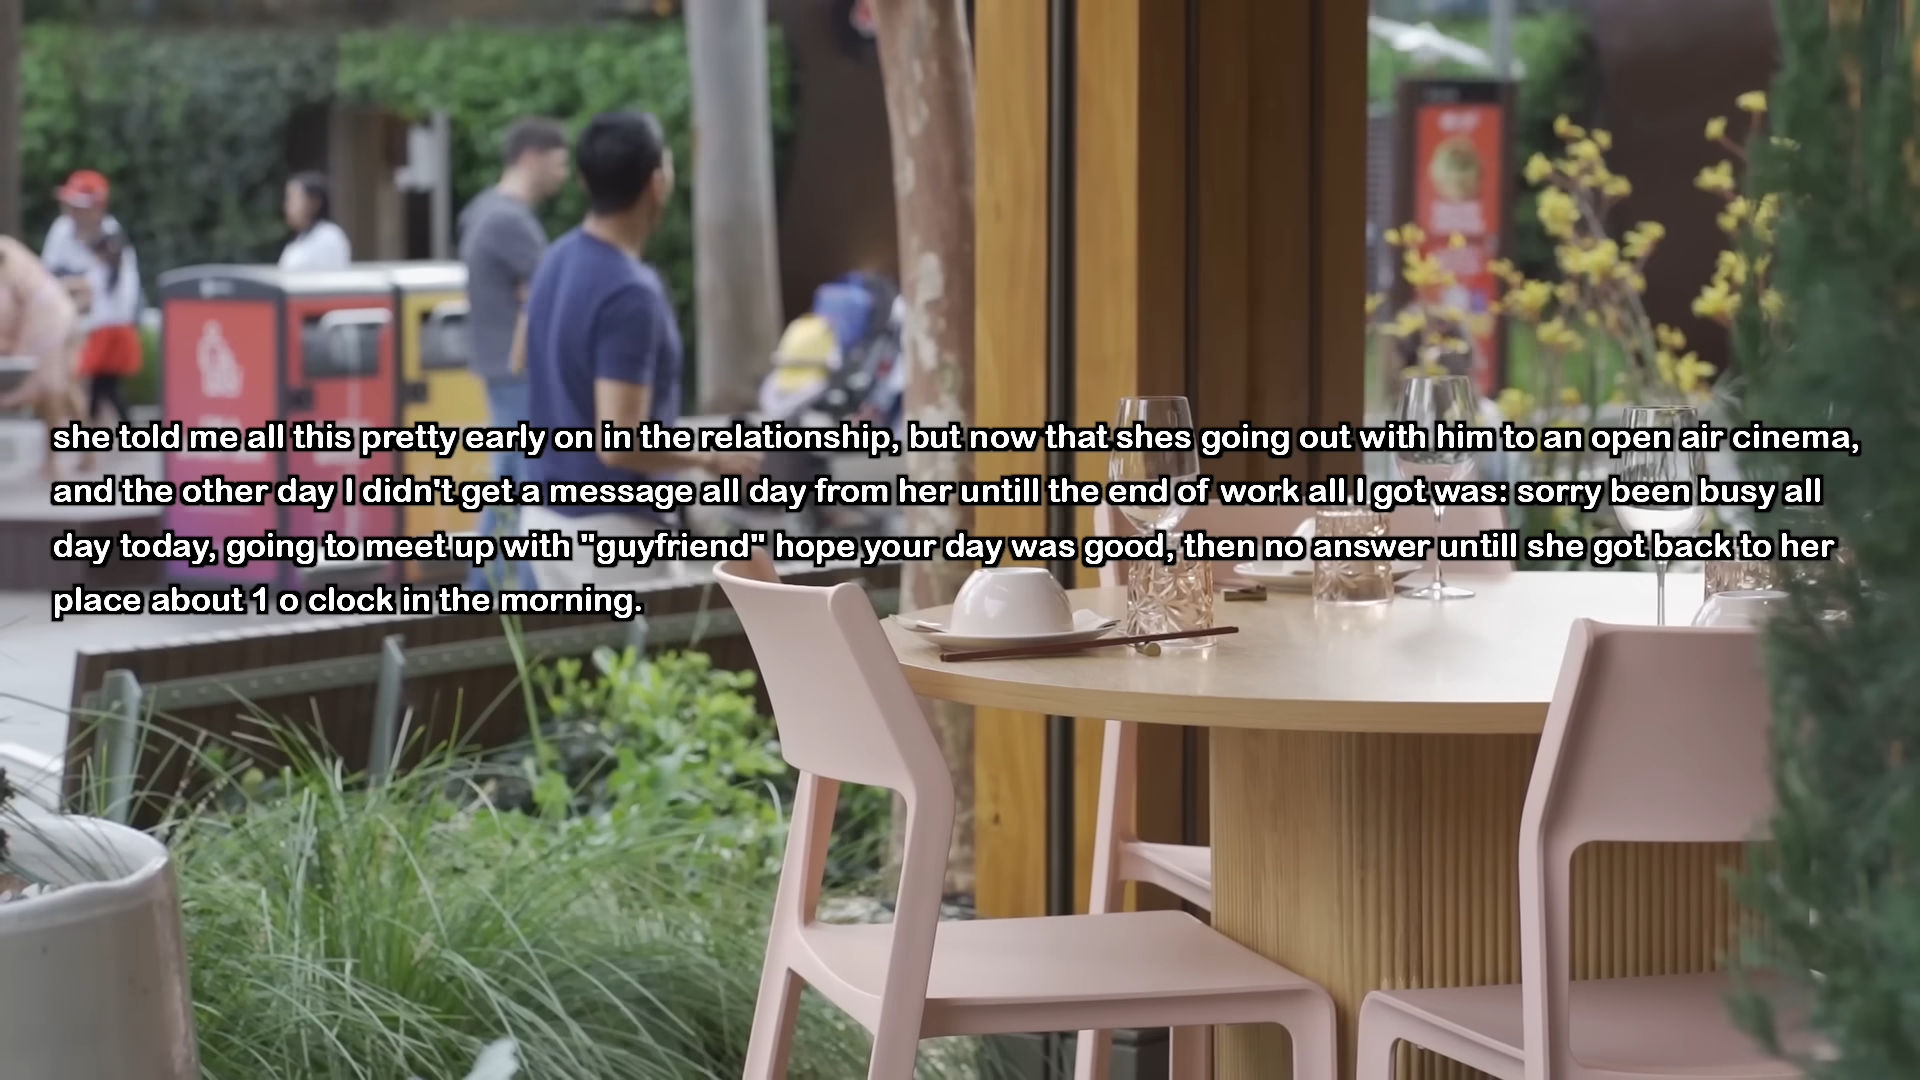 she told me all this pretty early on in the relationship, but now that shes going out with him to an open air cinema,
and the other day I didn't get a message all day from her untill the end of work all I got was: sorry been busy all
day today, going to meet up with "guyfriend" hope your day was good, then no answer untill she got back to her
place about 1 o clock in the morning.